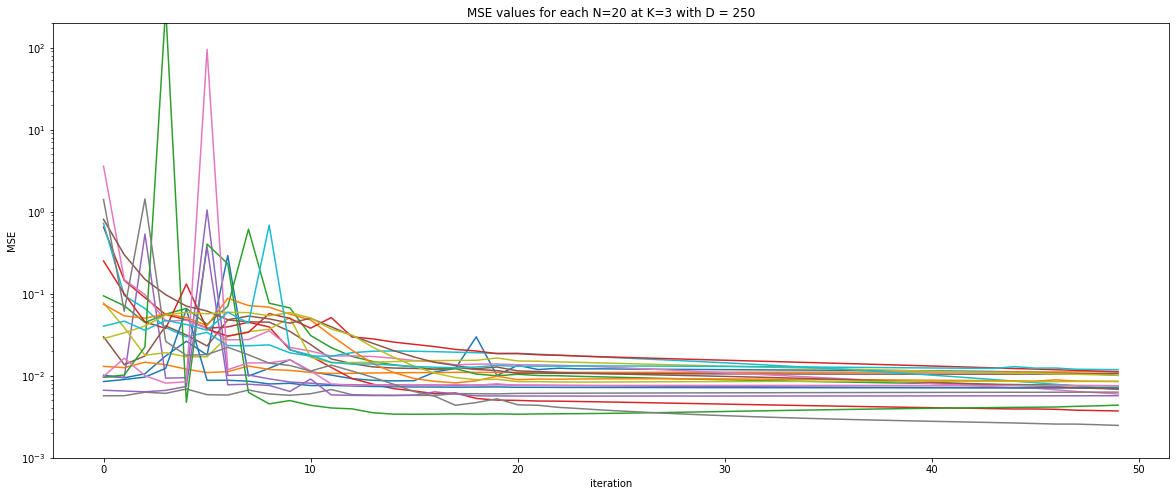 MSE values for each N=20 at K=3 with D = 250
MSE
10²
10¹
10⁰
10⁻¹
10⁻²
10⁻³
0 10 20 30 40 50
iteration